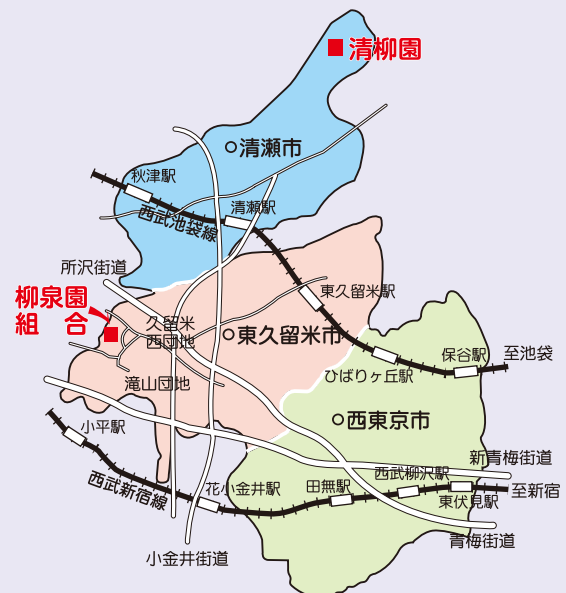 清柳園
清瀬市
秋津駅
西武池袋線
清瀬駅
所沢街道
柳泉園
組　合
久留米
西団地
東久留米駅
東久留米市
滝山団地
ひばりヶ丘駅
保谷駅
至池袋
西東京市
小平駅
西武新宿線
花小金井駅
田無駅
西武柳沢駅
新青梅街道
至新宿
東伏見駅
青梅街道
小金井街道